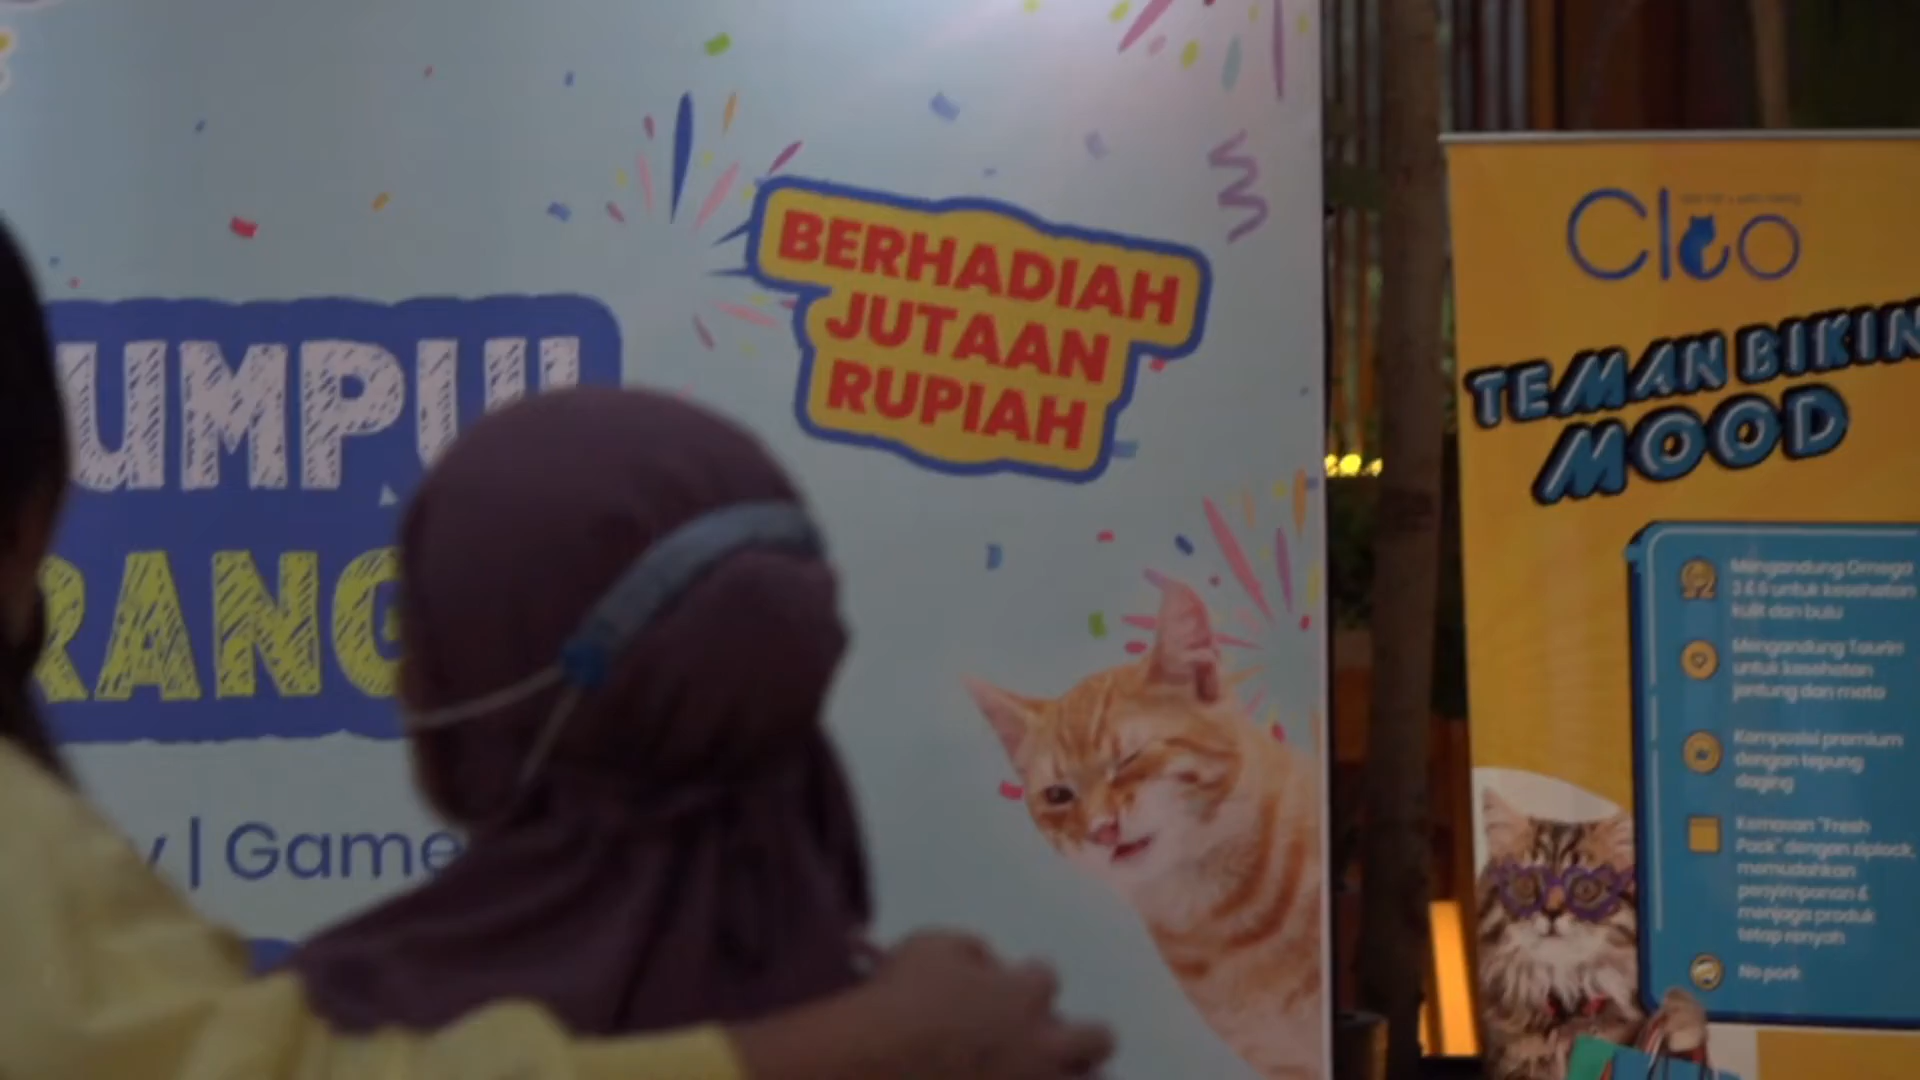 UMPU
RANG
| Game
BERHADIAH
JUTAAN
RUPIAH
Cleo
TEMAN BIKIN
MOOD
Mengandung Omega
3 & 6 untuk kesehatan
kulit dan bulu
Mengandung Taurin
untuk kesehatan
jantung dan mata
Komposisi premium
dengan tepung
daging
Kemasan "Fresh
Pack" dengan ziplock,
memudahkan
penyimpanan &
menjaga produk
tetap renyah
No pork